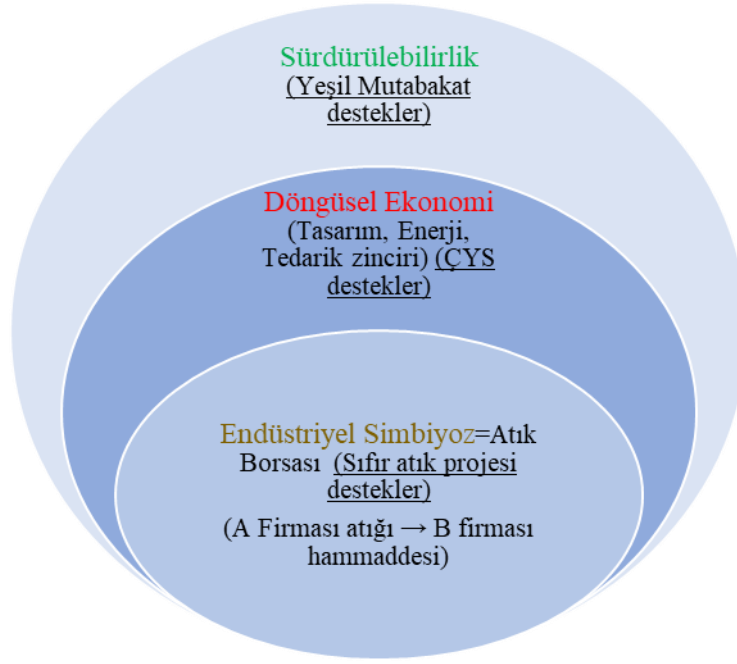 Sürdürülebilirlik
(Yeşil Mutabakat
destekler)
Döngüsel Ekonomi
(Tasarım, Enerji,
Tedarik zinciri) (ÇYS
destekler)
Endüstriyel Simbiyoz=Atık
Borsası (Sıfır atık projesi
destekler)
(A Firması atığı → B firması
hammaddesi)